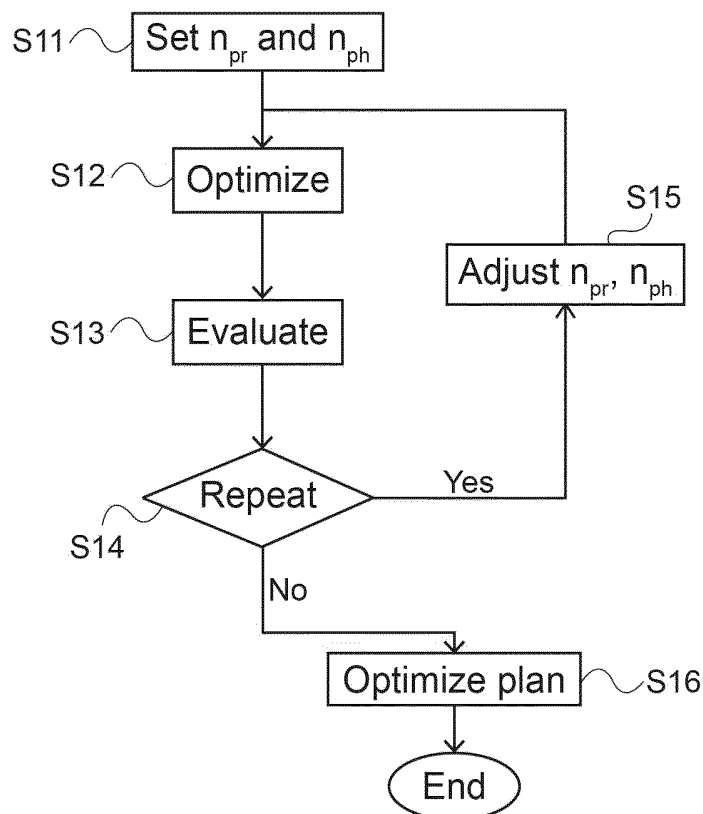 S11
Set n_pr and n_ph
S12
Optimize
S15
Adjust n_pr, n_ph
S13
Evaluate
Repeat
Yes
S14
No
Optimize plan
S16
End